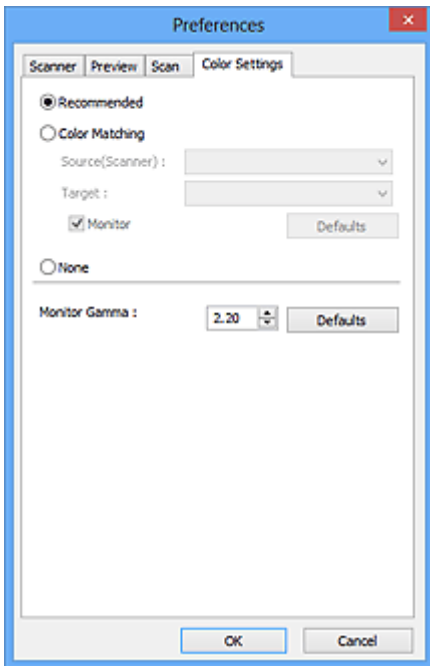 Preferences
Scanner Preview Scan Color Settings
Recommended
Color Matching
Source(Scanner) :
Target :
Monitor Defaults
None
Monitor Gamma : 2.20 Defaults
OK Cancel